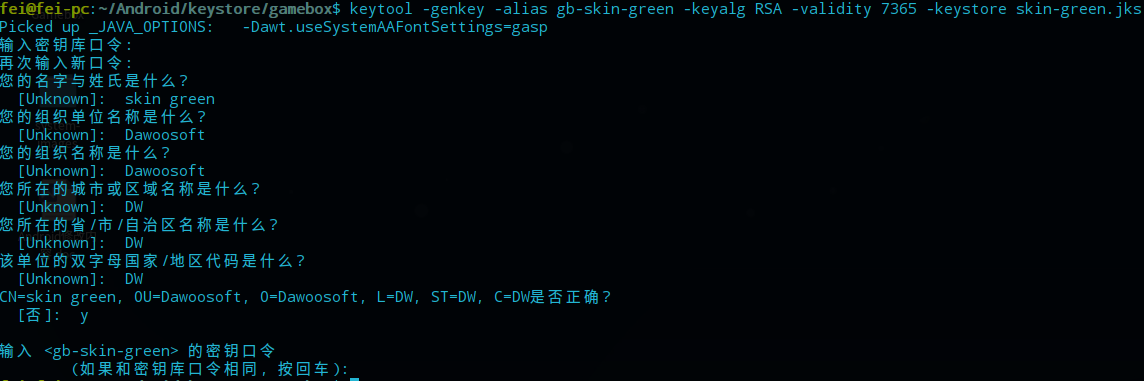 fei@fei-pc:~/Android/keystore/gamebox$ keytool -genkey -alias gb-skin-green -keyalg RSA -validity 7365 -keystore skin-green.jks
Picked up _JAVA_OPTIONS:   -Dawt.useSystemAAFontSettings=gasp
输入密钥库口令:
再次输入新口令:
您的名字与姓氏是什么?
  [Unknown]:  skin green
您的组织单位名称是什么?
  [Unknown]:  Dawoosoft
您的组织名称是什么?
  [Unknown]:  Dawoosoft
您所在的城市或区域名称是什么?
  [Unknown]:  DW
您所在的省/市/自治区名称是什么?
  [Unknown]:  DW
该单位的双字母国家/地区代码是什么?
  [Unknown]:  DW
CN=skin green, OU=Dawoosoft, O=Dawoosoft, L=DW, ST=DW, C=DW是否正确?
  [否]:  y
输入 <gb-skin-green> 的密钥口令
        (如果和密钥库口令相同, 按回车):